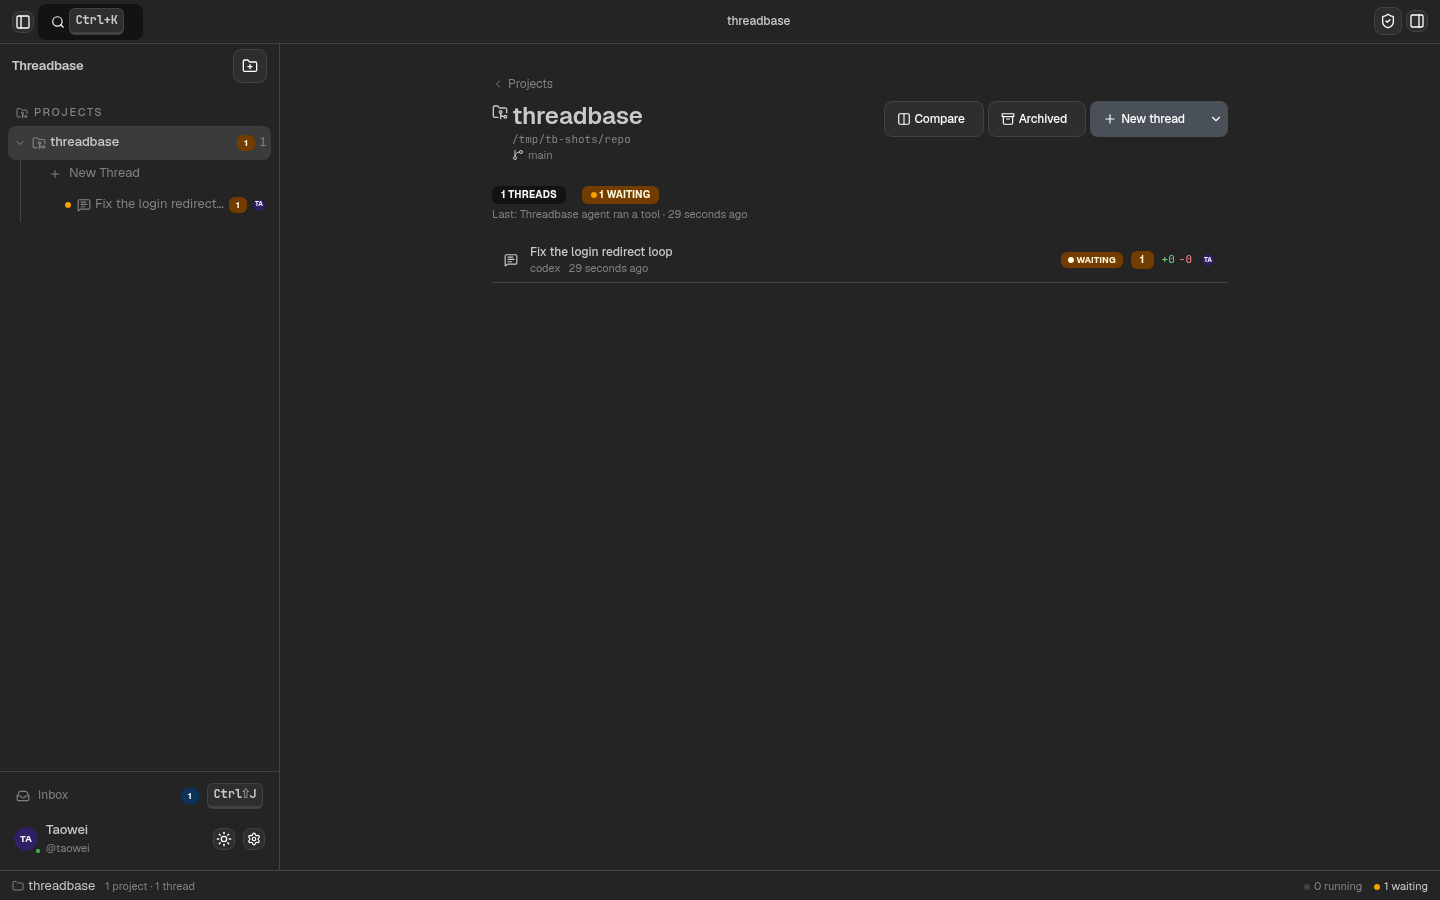 Ctrl+K
threadbase
Threadbase
PROJECTS
threadbase 1 1
New Thread
Fix the login redirect... 1 TA
Projects
threadbase
/tmp/tb-shots/repo
main
Compare
Archived
New thread
1 THREADS
1 WAITING
Last: Threadbase agent ran a tool · 29 seconds ago
Fix the login redirect loop
codex 29 seconds ago
WAITING 1 +0 -0 TA
Inbox 1 Ctrl⇧J
TA
Taowei
@taowei
threadbase 1 project · 1 thread
0 running 1 waiting